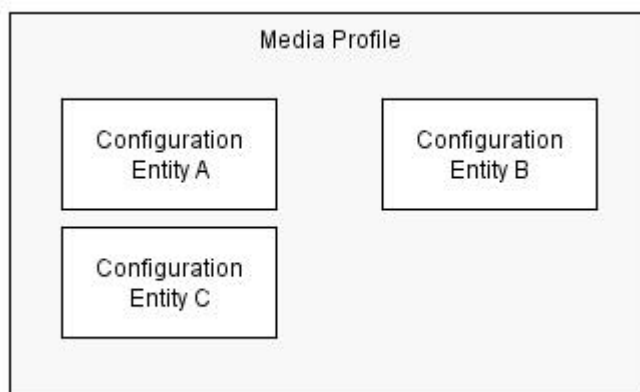 Media Profile
Configuration
Entity A
Configuration
Entity B
Configuration
Entity C